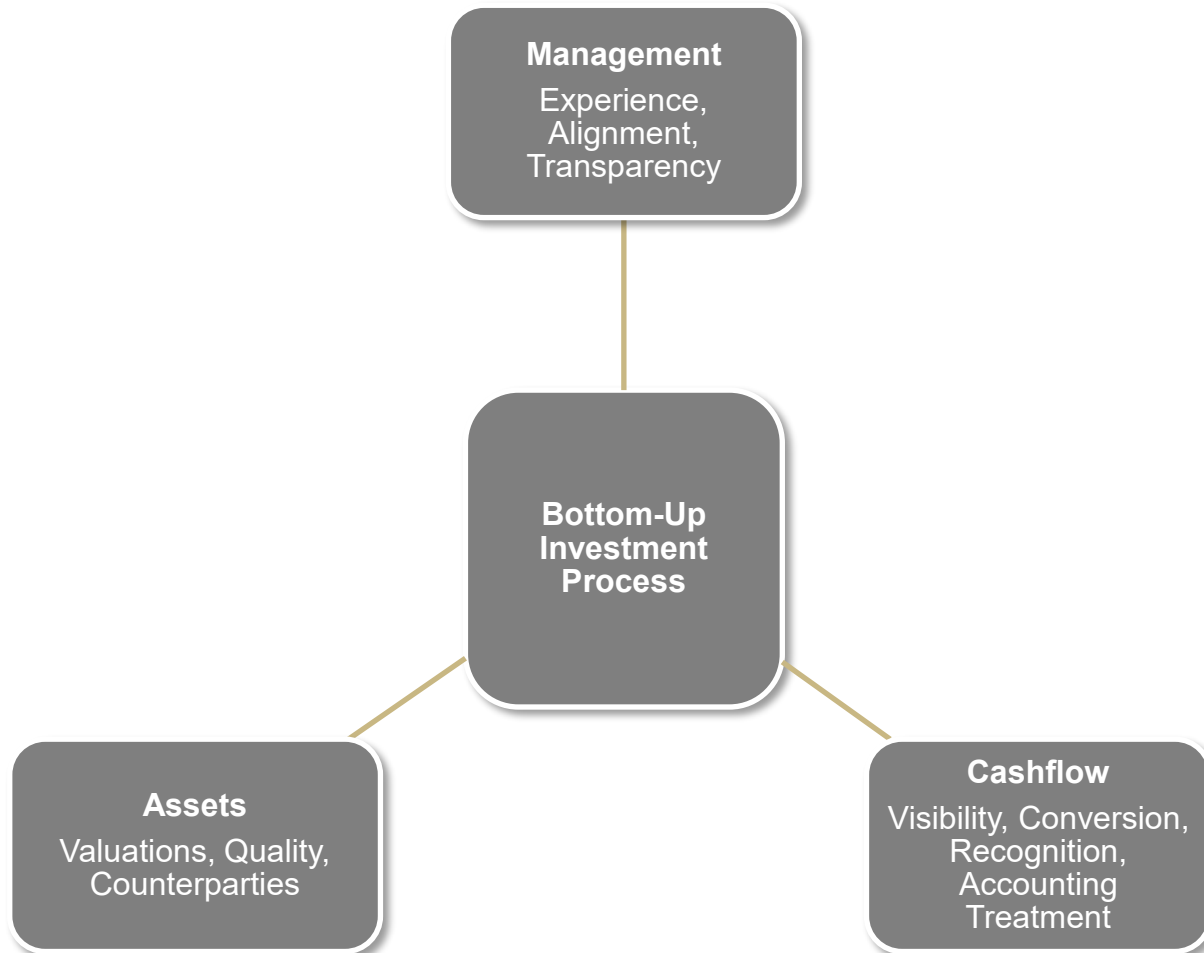 Management
Experience,
Alignment,
Transparency
Bottom-Up
Investment
Process
Assets
Valuations, Quality,
Counterparties
Cashflow
Visibility, Conversion,
Recognition,
Accounting
Treatment